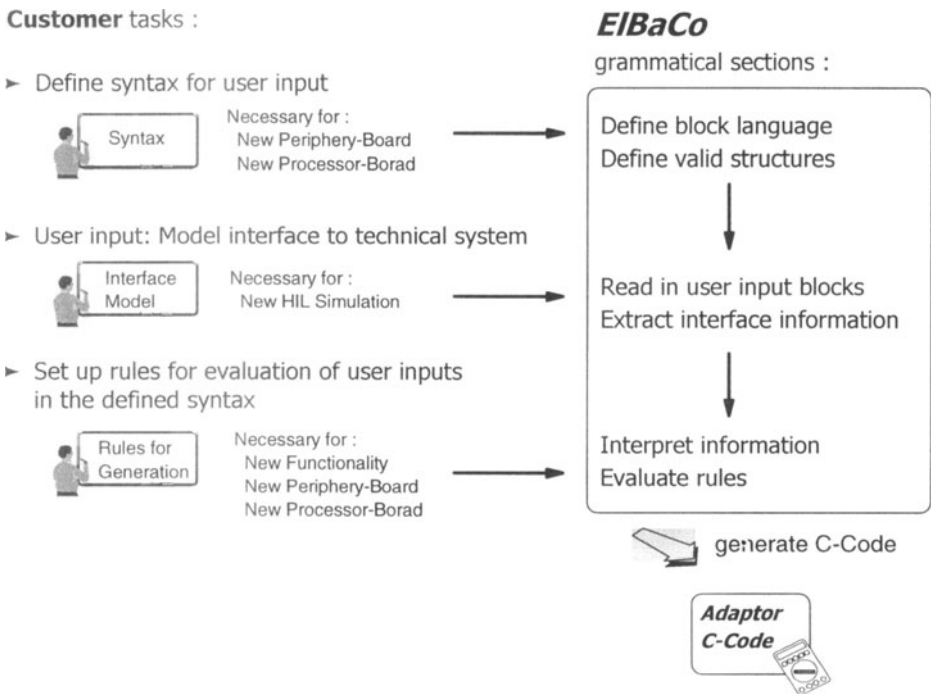 Customer tasks :
► Define syntax for user input
Syntax
Necessary for :
New Periphery-Board
New Processor-Borad
► User input: Model interface to technical system
Interface
Model
Necessary for :
New HIL Simulation
► Set up rules for evaluation of user inputs
in the defined syntax
Rules for
Generation
Necessary for :
New Functionality
New Periphery-Board
New Processor-Borad
ElBaCo
grammatical sections :
Define block language
Define valid structures
Read in user input blocks
Extract interface information
Interpret information
Evaluate rules
generate C-Code
Adaptor
C-Code